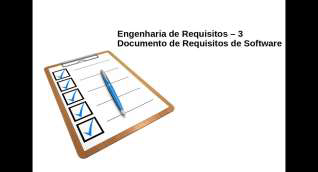 Engenharia de Requisitos – 3
Documento de Requisitos de Software